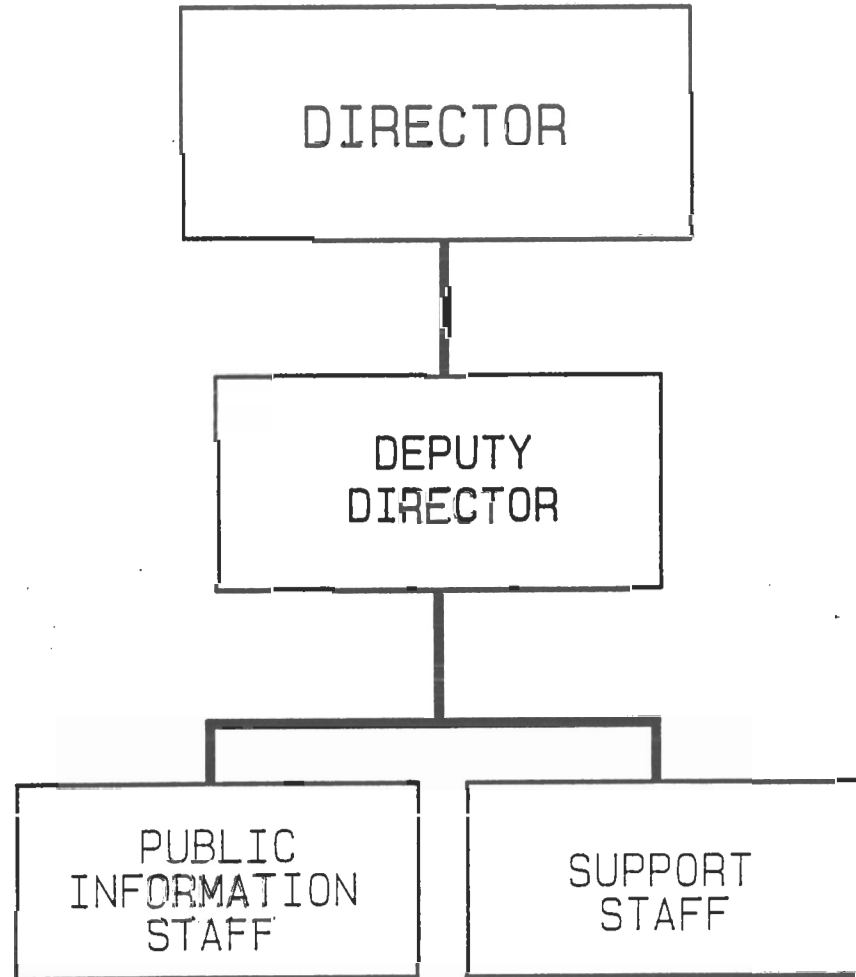 DIRECTOR
DEPUTY
DIRECTOR
PUBLIC
INFORMATION
STAFF
SUPPORT
STAFF